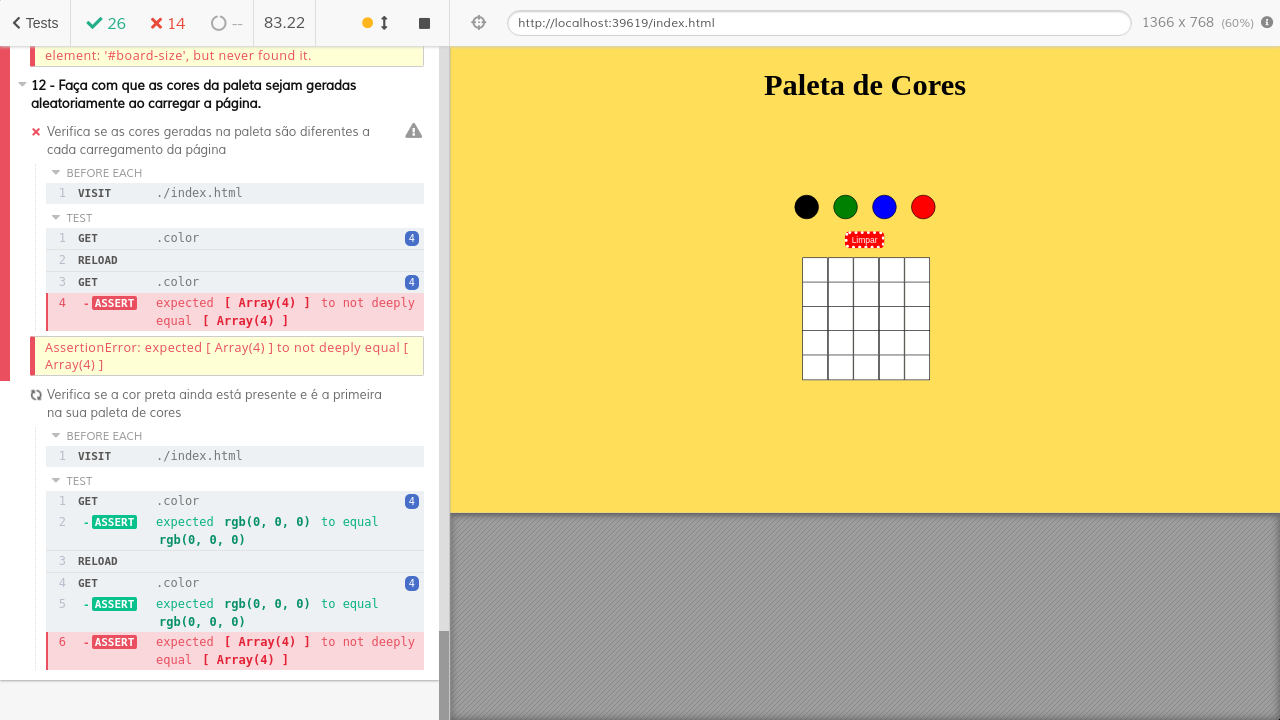 Tests
26
14
--
83.22
http://localhost:39619/index.html
1366 x 768 (60%)
element: '#board-size', but never found it.
12 - Faça com que as cores da paleta sejam geradas
aleatoriamente ao carregar a página.
Verifica se as cores geradas na paleta são diferentes a
cada carregamento da página
BEFORE EACH
1 VISIT ./index.html
TEST
1 GET .color 4
2 RELOAD
3 GET .color 4
4 -ASSERT expected [ Array(4) ] to not deeply
equal [ Array(4) ]
AssertionError: expected [ Array(4) ] to not deeply equal [
Array(4) ]
Verifica se a cor preta ainda está presente e é a primeira
na sua paleta de cores
BEFORE EACH
1 VISIT ./index.html
TEST
1 GET .color 4
2 -ASSERT expected rgb(0, 0, 0) to equal
rgb(0, 0, 0)
3 RELOAD
4 GET .color 4
5 -ASSERT expected rgb(0, 0, 0) to equal
rgb(0, 0, 0)
6 -ASSERT expected [ Array(4) ] to not deeply
equal [ Array(4) ]
Paleta de Cores
Limpar